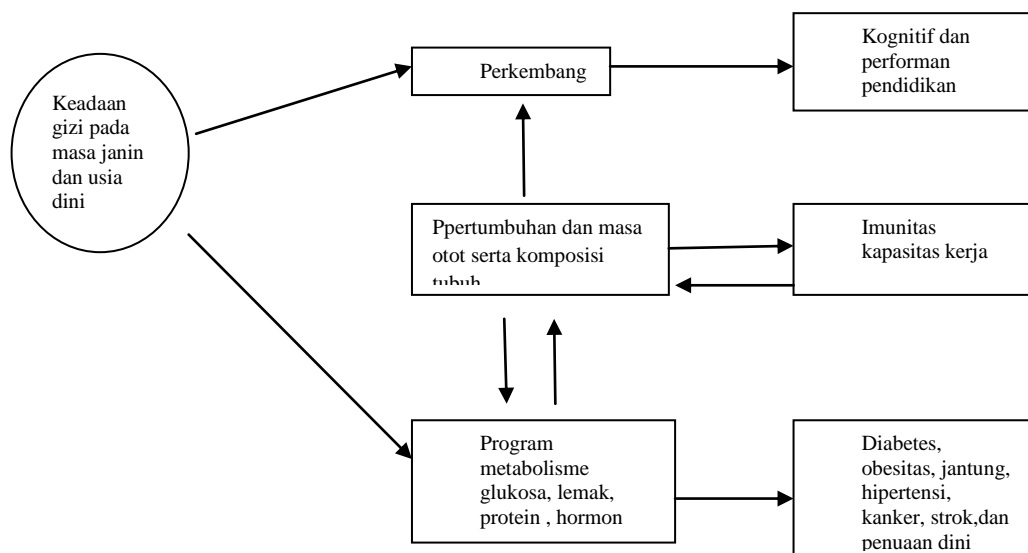 Keadaan
gizi pada
masa janin
dan usia
dini
Perkembang
Kognitif dan
performan
pendidikan
Ppertumbuhan dan masa
otot serta komposisi
tubuh
Imunitas
kapasitas kerja
Program
metabolisme
glukosa, lemak,
protein , hormon
Diabetes,
obesitas, jantung,
hipertensi,
kanker, strok,dan
penuaan dini